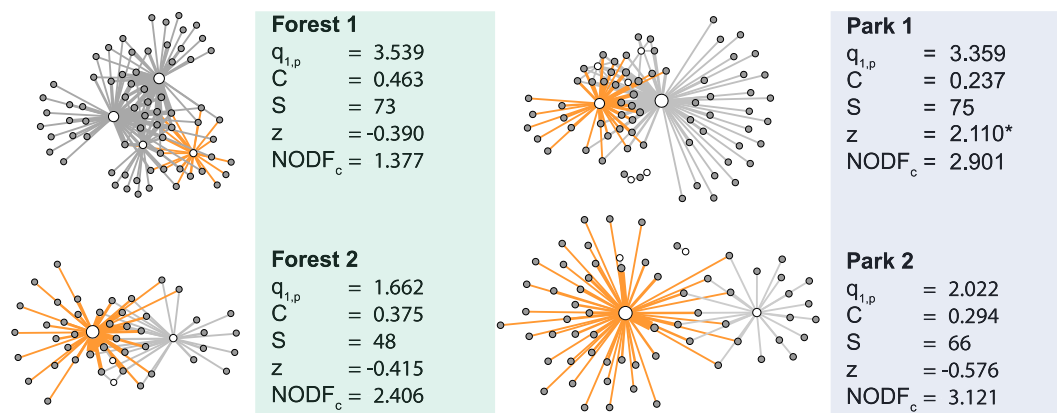 Forest 1
q1,p = 3.539
C = 0.463
S = 73
z = -0.390
NODFc = 1.377
Park 1
q1,p = 3.359
C = 0.237
S = 75
z = 2.110*
NODFc = 2.901
Forest 2
q1,p = 1.662
C = 0.375
S = 48
z = -0.415
NODFc = 2.406
Park 2
q1,p = 2.022
C = 0.294
S = 66
z = -0.576
NODFc = 3.121